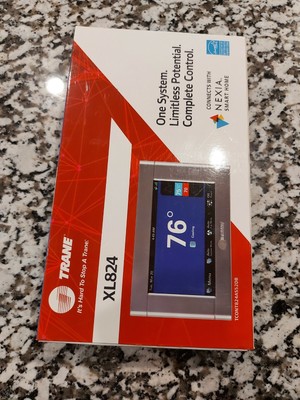 One System.
Limitless Potential.
Complete Control.
CONNECTS WITH
NEXIA
SMART HOME
76°
TRANE
It's Hard To Stop A Trane.
XL824